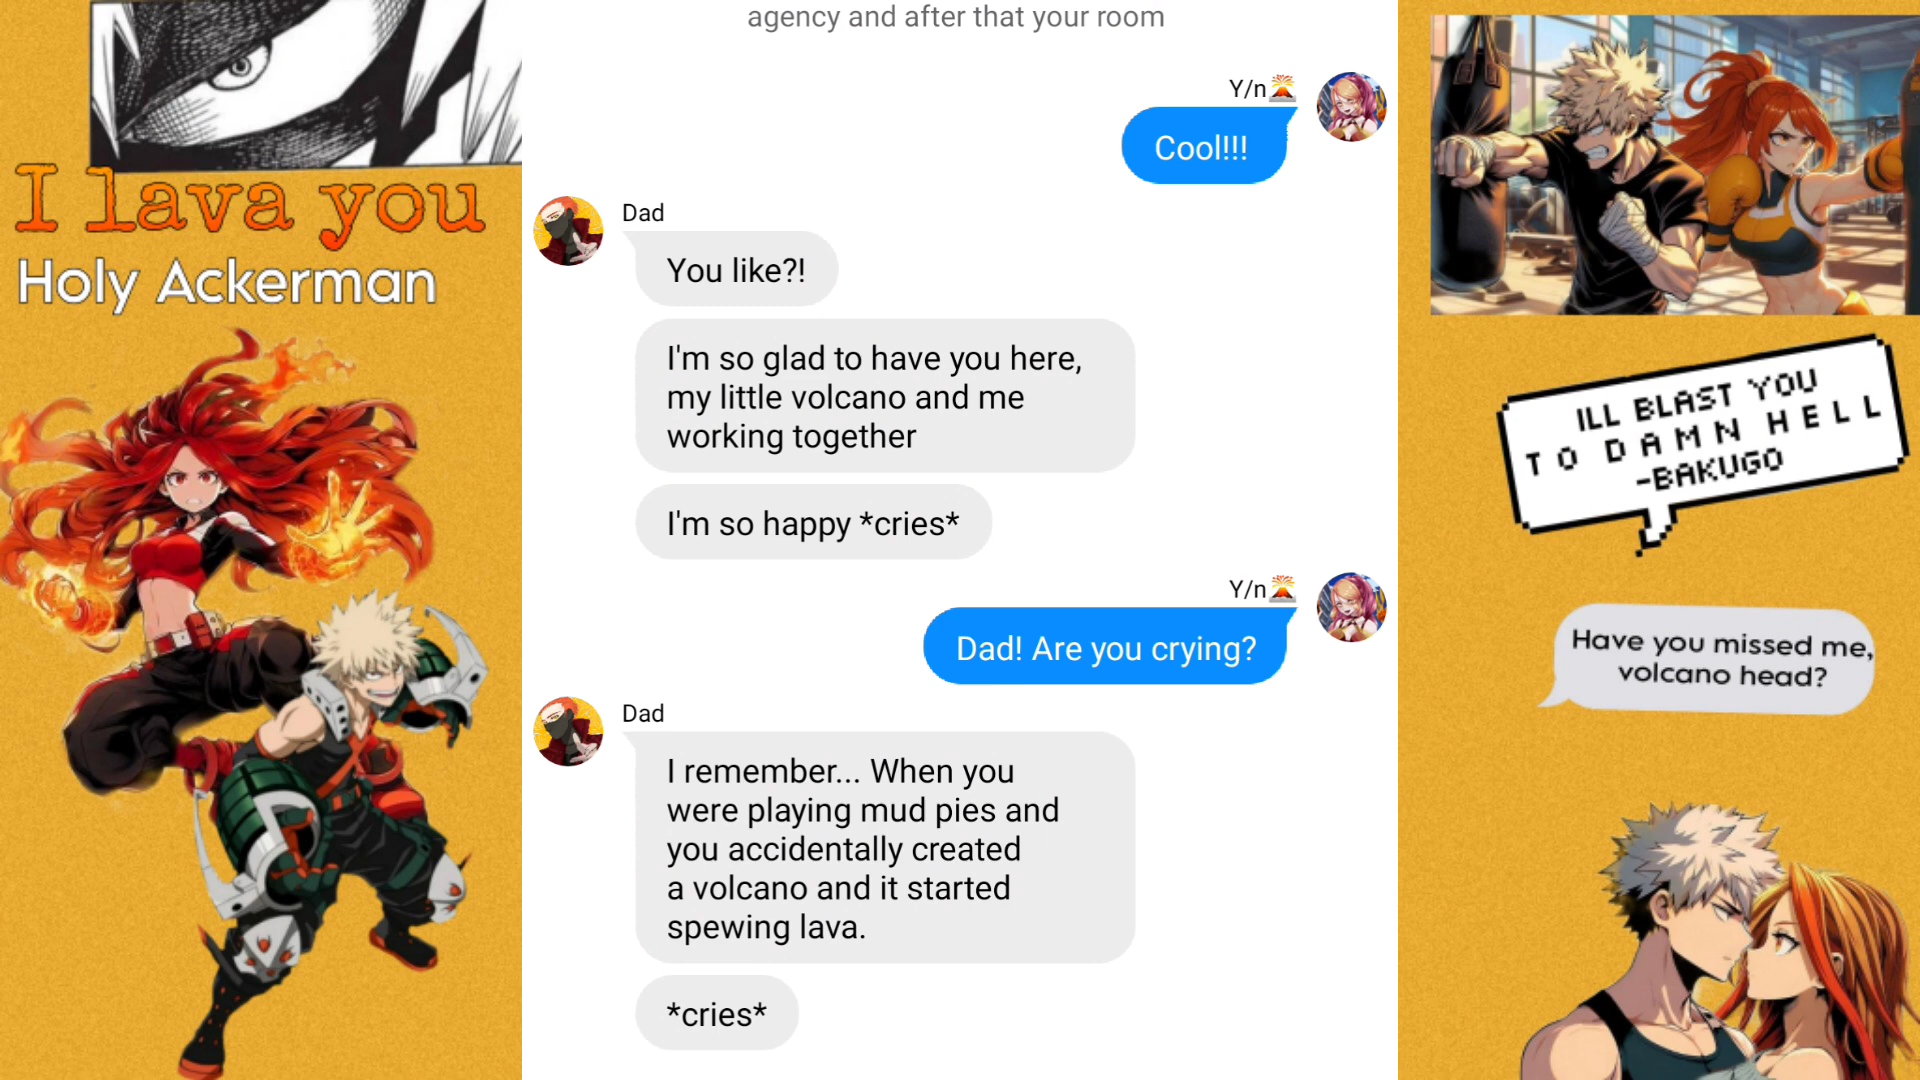 I lava you
Holy Ackerman
agency and after that your room
Y/n🌋
Cool!!!
Dad
You like?!
I'm so glad to have you here,
my little volcano and me
working together
I'm so happy *cries*
Y/n🌋
Dad! Are you crying?
Dad
I remember... When you
were playing mud pies and
you accidentally created
a volcano and it started
spewing lava.
*cries*
ILL BLAST YOU
TO DAMN HELL
-BAKUGO
Have you missed me,
volcano head?